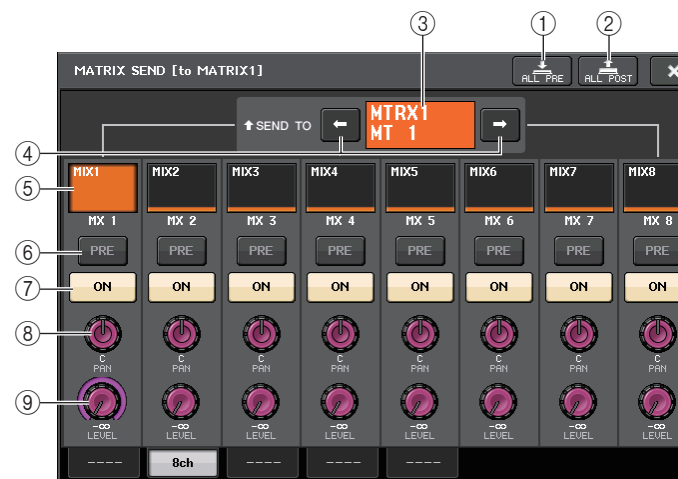 ③ ① ②
MATRIX SEND [to MATRIX1]
ALL PRE ALL POST ×
SEND TO ← MTRX1 →
MT 1
④
⑤ MIX1 MIX2 MIX3 MIX4 MIX5 MIX6 MIX7 MIX8
MX 1 MX 2 MX 3 MX 4 MX 5 MX 6 MX 7 MX 8
⑥ PRE PRE PRE PRE PRE PRE PRE PRE
⑦ ON ON ON ON ON ON ON ON
⑧ C C C C C C C C
PAN PAN PAN PAN PAN PAN PAN PAN
⑨ -∞ -∞ -∞ -∞ -∞ -∞ -∞ -∞
LEVEL LEVEL LEVEL LEVEL LEVEL LEVEL LEVEL LEVEL
---- 8ch ---- ---- ----